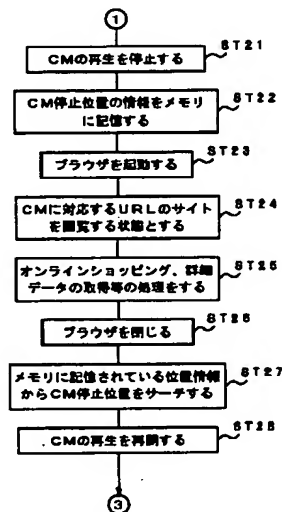 1
CMの再生を停止する
ST21
CM停止位置の情報をメモリ
に記憶する
ST22
ブラウザを起動する
ST23
CMに対応するURLのサイト
を閲覧する状態とする
ST24
オンラインショッピング、詳細
データの取得等の処理をする
ST25
ブラウザを閉じる
ST26
メモリに記憶されている位置情報
からCM停止位置をサーチする
ST27
CMの再生を再開する
ST28
3